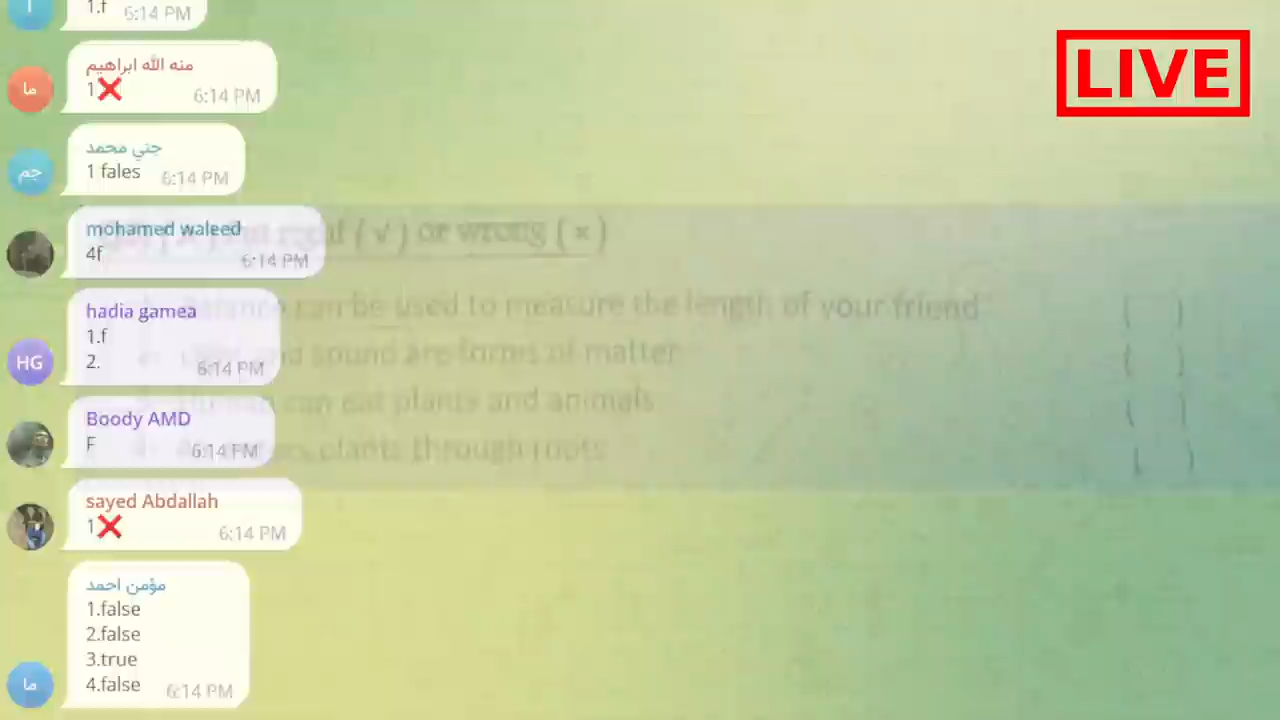 1.f
6:14 PM
LIVE
منه الله ابراهيم
ما
1❌
6:14 PM
جني محمد
جم
1 fales
6:14 PM
mohamed waleed
4f
6:14 PM
right (√) or wrong (×)
can be used to measure the length of your friend ( )
hadia gamea
1.f
2.
HG
6:14 PM
and sound are forms of matter ( )
can eat plants and animals ( )
Boody AMD
F
6:14 PM
plants through roots ( )
sayed Abdallah
1❌
6:14 PM
مؤمن احمد
1.false
2.false
3.true
4.false
ما
6:14 PM